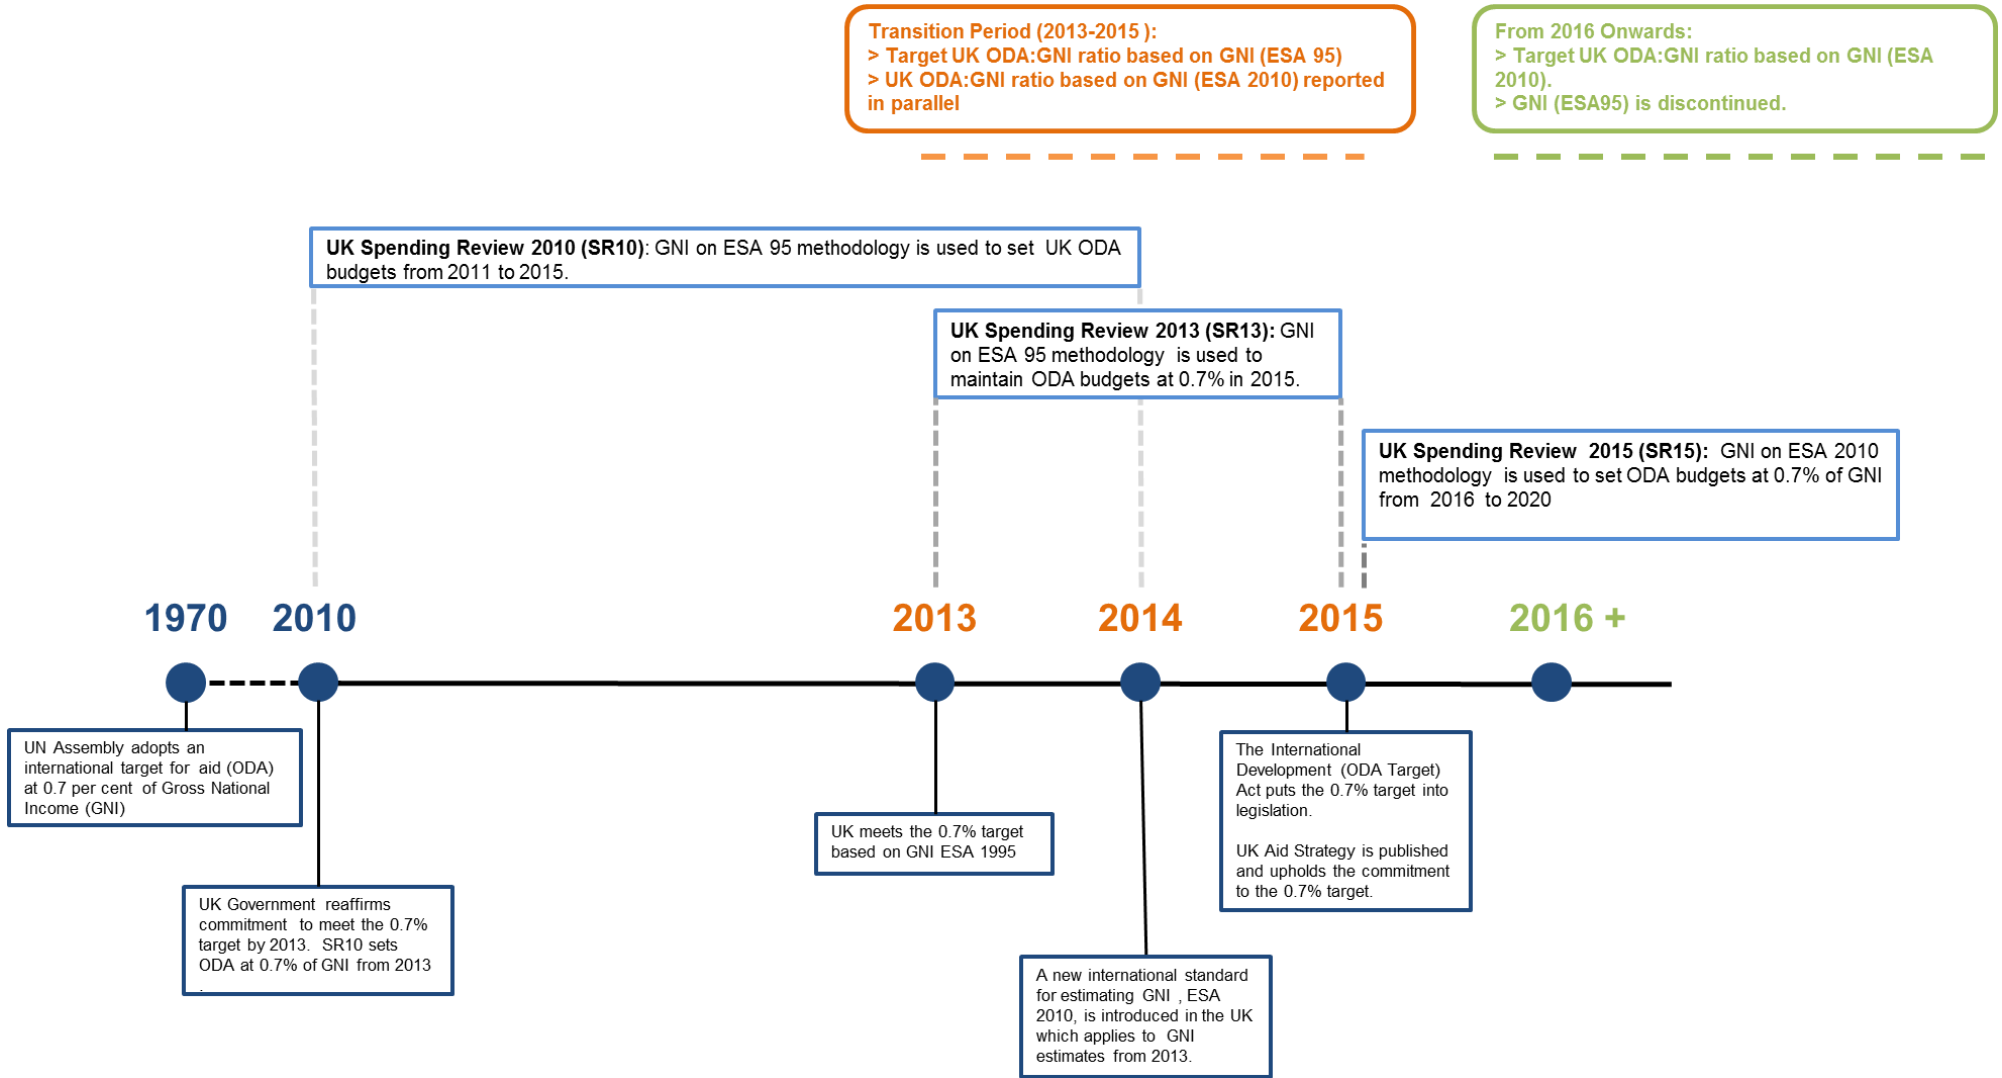 Transition Period (2013-2015 ):
> Target UK ODA:GNI ratio based on GNI (ESA 95)
> UK ODA:GNI ratio based on GNI (ESA 2010) reported
in parallel
From 2016 Onwards:
> Target UK ODA:GNI ratio based on GNI (ESA
2010).
> GNI (ESA95) is discontinued.
UK Spending Review 2010 (SR10): GNI on ESA 95 methodology is used to set UK ODA
budgets from 2011 to 2015.
UK Spending Review 2013 (SR13): GNI
on ESA 95 methodology is used to
maintain ODA budgets at 0.7% in 2015.
UK Spending Review 2015 (SR15): GNI on ESA 2010
methodology is used to set ODA budgets at 0.7% of GNI
from 2016 to 2020
1970
2010
2013
2014
2015
2016 +
UN Assembly adopts an
international target for aid (ODA)
at 0.7 per cent of Gross National
Income (GNI)
UK Government reaffirms
commitment to meet the 0.7%
target by 2013. SR10 sets
ODA at 0.7% of GNI from 2013
.
UK meets the 0.7% target
based on GNI ESA 1995
A new international standard
for estimating GNI , ESA
2010, is introduced in the UK
which applies to GNI
estimates from 2013.
The International
Development (ODA Target)
Act puts the 0.7% target into
legislation.
UK Aid Strategy is published
and upholds the commitment
to the 0.7% target.